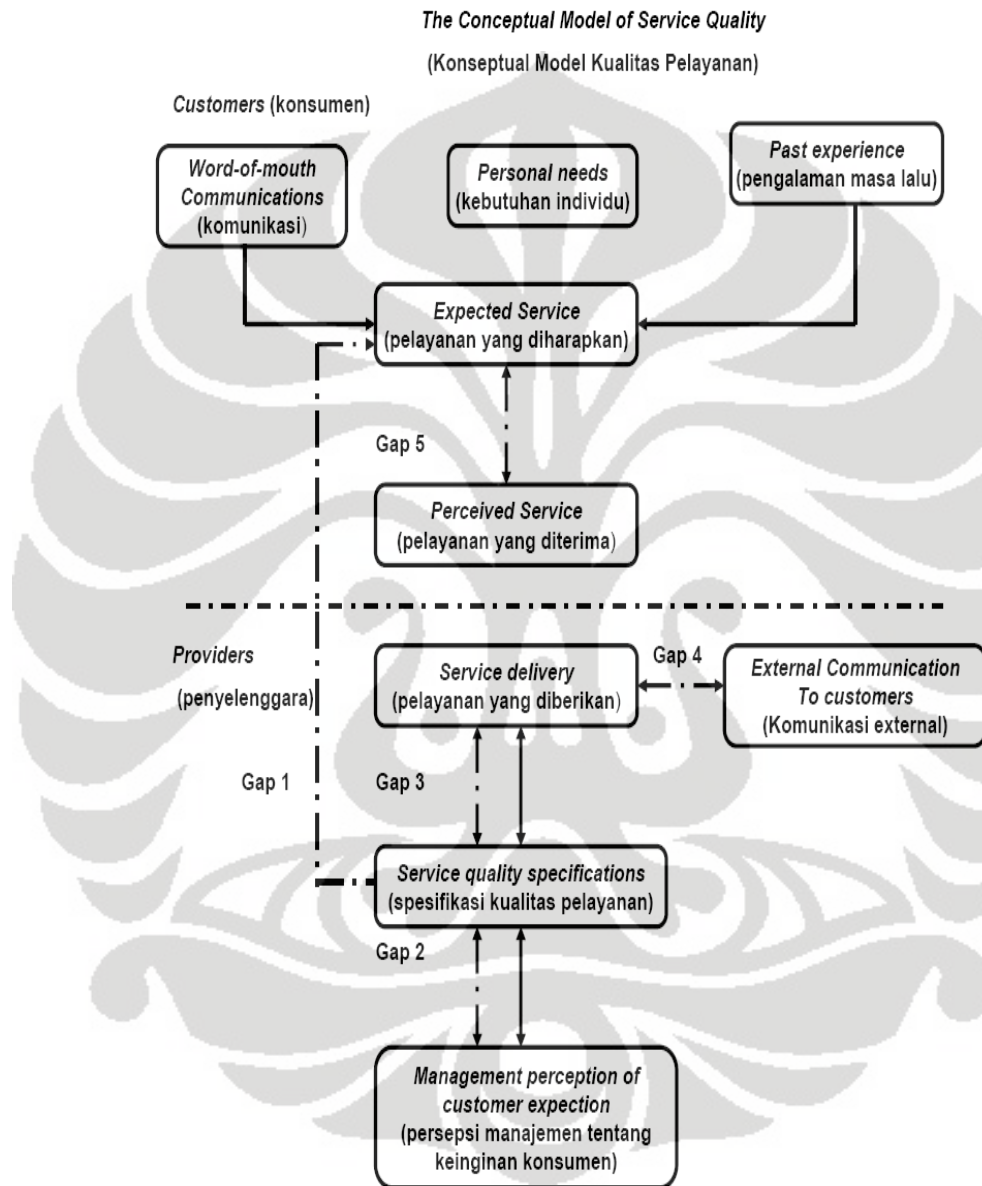 The Conceptual Model of Service Quality
(Konseptual Model Kualitas Pelayanan)
Customers (konsumen)
Word-of-mouth
Communications
(komunikasi)
Personal needs
(kebutuhan individu)
Past experience
(pengalaman masa lalu)
Expected Service
(pelayanan yang diharapkan)
Gap 5
Perceived Service
(pelayanan yang diterima)
Providers
(penyelenggara)
Service delivery
(pelayanan yang diberikan)
Gap 4
External Communication
To customers
(Komunikasi external)
Gap 1
Gap 3
Service quality specifications
(spesifikasi kualitas pelayanan)
Gap 2
Management perception of
customer expection
(persepsi manajemen tentang
keinginan konsumen)